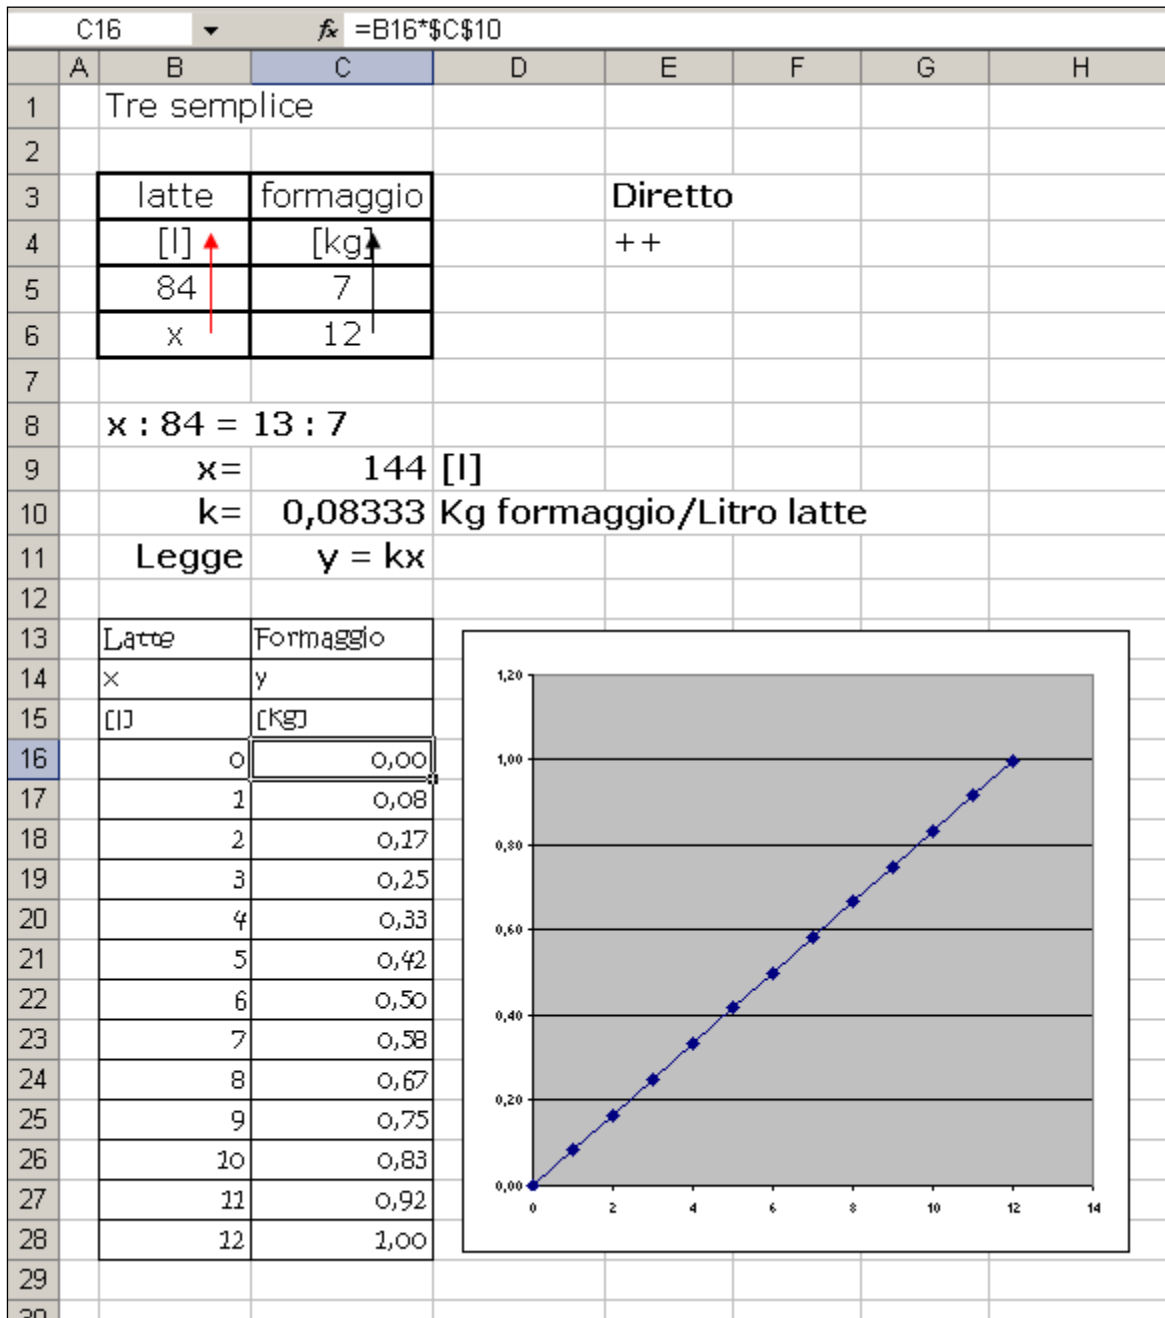 C16 fx =B16*$C$10
A B C D E F G H
1 Tre semplice
2
3 latte formaggio Diretto
4 [l] [kg] ++
5 84 7
6 x 12
7
8 x : 84 = 13 : 7
9 x= 144 [l]
10 k= 0,08333 Kg formaggio/Litro latte
11 Legge y = kx
12
13 Latte Formaggio
14 x y
15 [l] [Kg]
16 0 0,00
17 1 0,08
18 2 0,17
19 3 0,25
20 4 0,33
21 5 0,42
22 6 0,50
23 7 0,58
24 8 0,67
25 9 0,75
26 10 0,83
27 11 0,92
28 12 1,00
29
30
1,20
1,00
0,80
0,60
0,40
0,20
0,00
0 2 4 6 8 10 12 14